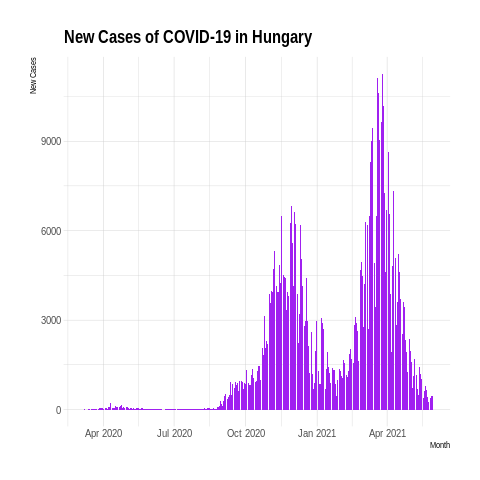 New Cases of COVID-19 in Hungary
New Cases
9000
6000
3000
0
Apr 2020 Jul 2020 Oct 2020 Jan 2021 Apr 2021
Month